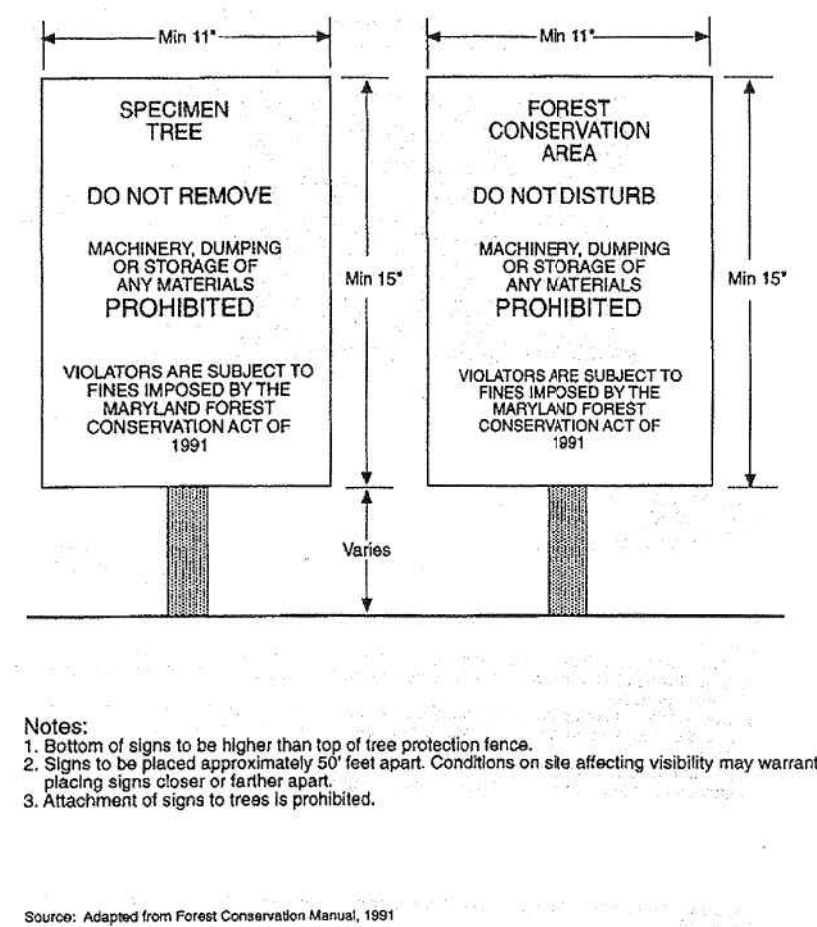 Min 11"
Min 11"
SPECIMEN
TREE
DO NOT REMOVE
MACHINERY, DUMPING
OR STORAGE OF
ANY MATERIALS
PROHIBITED
VIOLATORS ARE SUBJECT TO
FINES IMPOSED BY THE
MARYLAND FOREST
CONSERVATION ACT OF
1991
Min 15"
FOREST
CONSERVATION
AREA
DO NOT DISTURB
MACHINERY, DUMPING
OR STORAGE OF
ANY MATERIALS
PROHIBITED
VIOLATORS ARE SUBJECT TO
FINES IMPOSED BY THE
MARYLAND FOREST
CONSERVATION ACT OF
1991
Min 15"
Varies
Notes:
1. Bottom of signs to be higher than top of tree protection fence.
2. Signs to be placed approximately 50' feet apart. Conditions on site affecting visibility may warrant
placing signs closer or farther apart.
3. Attachment of signs to trees is prohibited.
Source: Adapted from Forest Conservation Manual, 1991